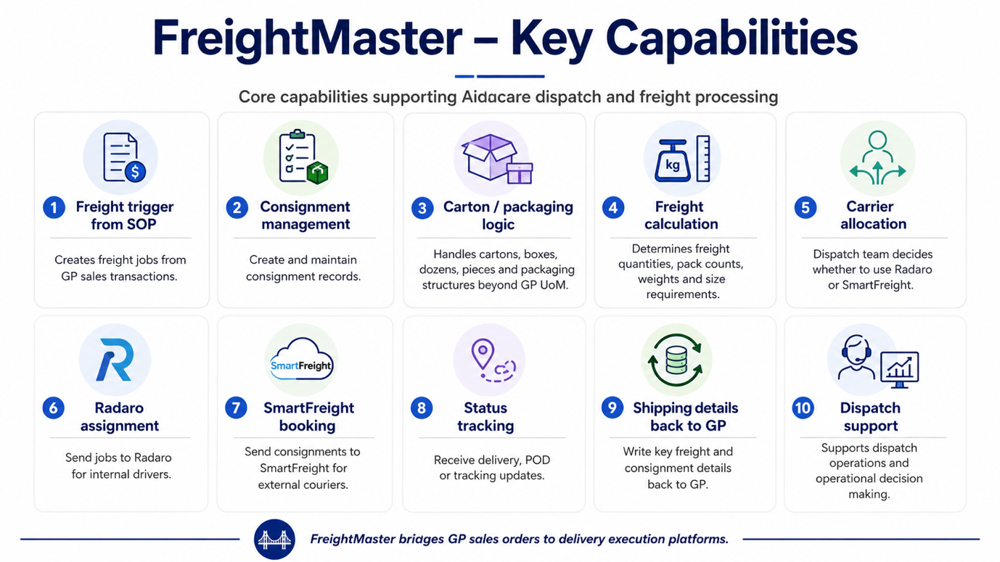 FreightMaster – Key Capabilities
Core capabilities supporting Aidacare dispatch and freight processing
$
1
Freight trigger
from SOP
Creates freight jobs from
GP sales transactions.
2
Consignment
management
Create and maintain
consignment records.
3
Carton / packaging
logic
Handles cartons, boxes,
dozens, pieces and packaging
structures beyond GP UoM.
kg
4
Freight
calculation
Determines freight
quantities, pack counts,
weights and size
requirements.
5
Carrier
allocation
Dispatch team decides
whether to use Radaro
or SmartFreight.
R
6
Radaro
assignment
Send jobs to Radaro
for internal drivers.
SmartFreight
7
SmartFreight
booking
Send consignments to
SmartFreight for
external couriers.
8
Status
tracking
Receive delivery, POD
or tracking updates.
9
Shipping details
back to GP
Write key freight and
consignment details
back to GP.
10
Dispatch
support
Supports dispatch
operations and
operational decision
making.
FreightMaster bridges GP sales orders to delivery execution platforms.